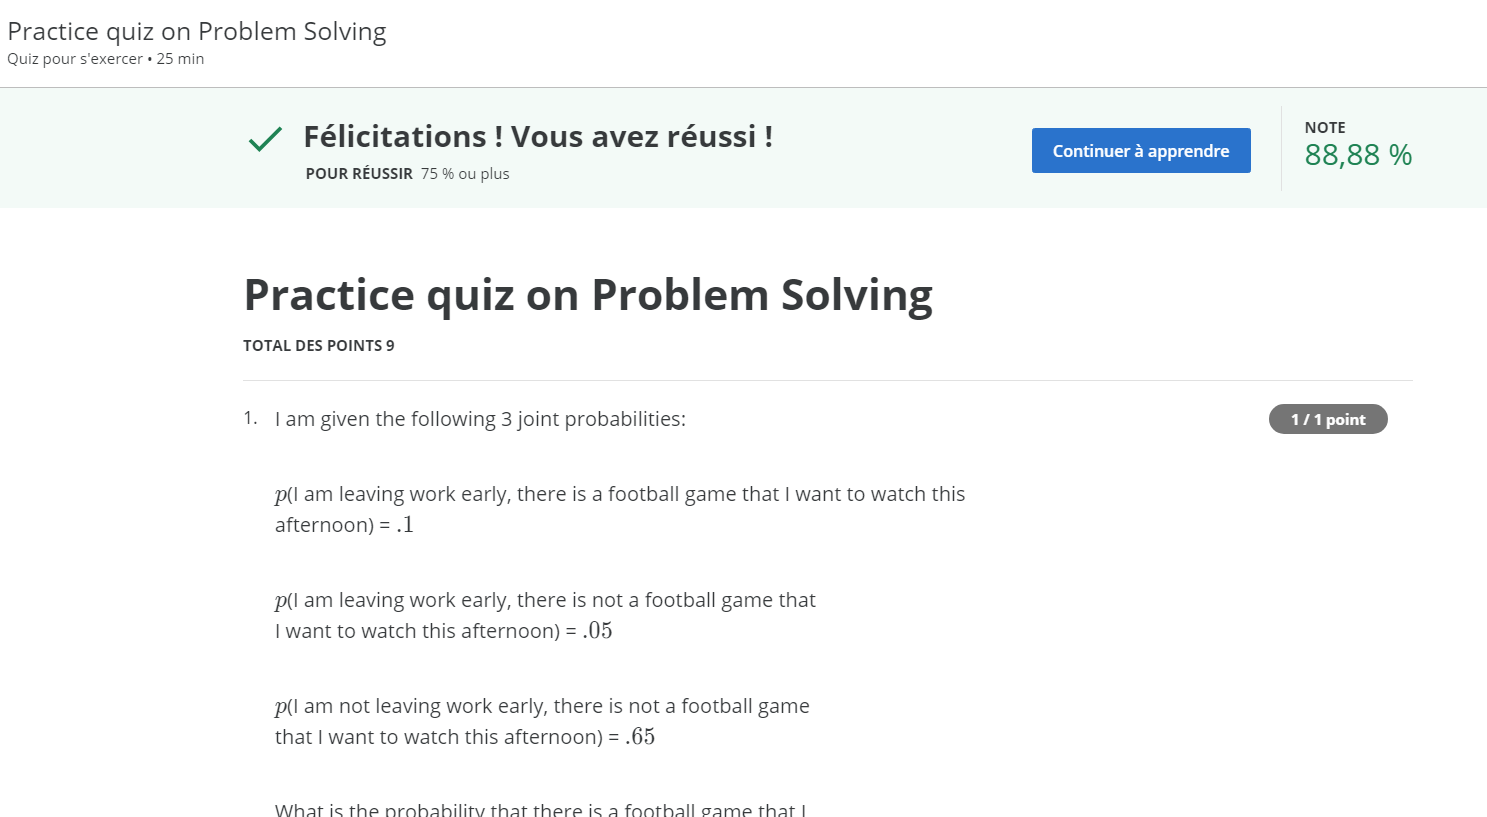 Practice quiz on Problem Solving
Quiz pour s'exercer • 25 min
Félicitations ! Vous avez réussi !
POUR RÉUSSIR 75 % ou plus
Continuer à apprendre
NOTE
88,88 %
Practice quiz on Problem Solving
TOTAL DES POINTS 9
1. I am given the following 3 joint probabilities:
1 / 1 point
p(I am leaving work early, there is a football game that I want to watch this
afternoon) = .1
p(I am leaving work early, there is not a football game that
I want to watch this afternoon) = .05
p(I am not leaving work early, there is not a football game
that I want to watch this afternoon) = .65
What is the probability that there is a football game that I